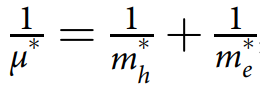 1/μ* = 1/m*_h + 1/m*_e